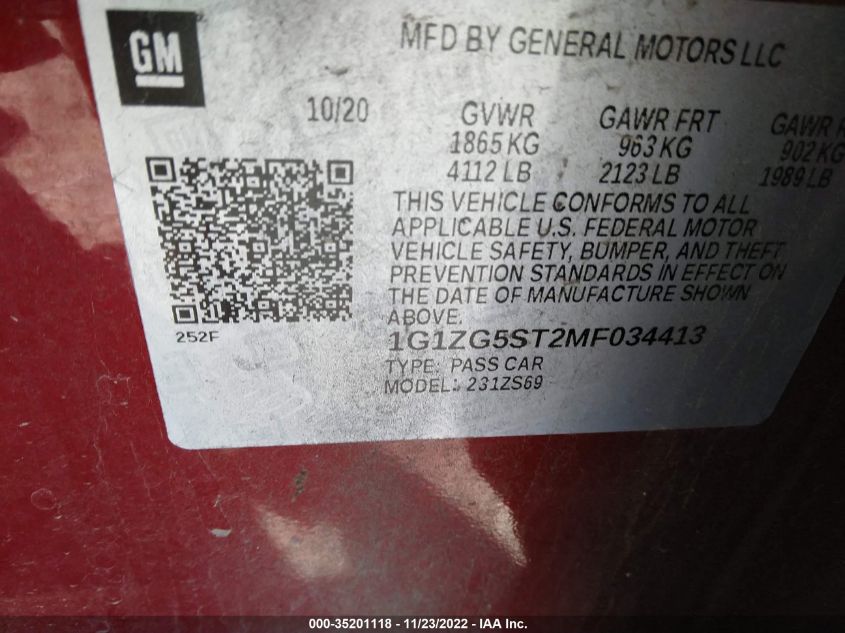 GM
MFD BY GENERAL MOTORS LLC
10/20 GVWR GAWR FRT GAWR
1865 KG 963 KG 902 KG
4112 LB 2123 LB 1989 LB
THIS VEHICLE CONFORMS TO ALL
APPLICABLE U.S. FEDERAL MOTOR
VEHICLE SAFETY, BUMPER, AND THEFT
PREVENTION STANDARDS IN EFFECT ON
THE DATE OF MANUFACTURE SHOWN
ABOVE.
252F
1G1ZG5ST2MF034413
TYPE: PASS CAR
MODEL: 231ZS69
000-35201118 - 11/23/2022 - IAA Inc.